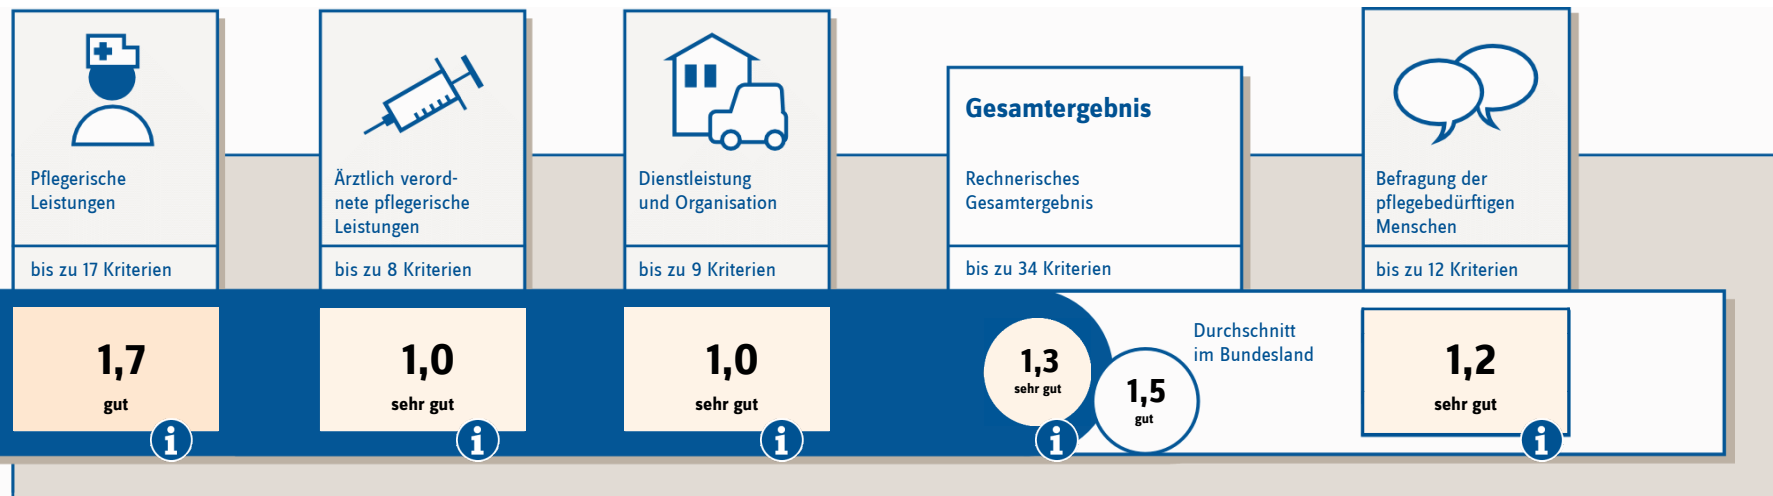 Pflegerische
Leistungen
bis zu 17 Kriterien
1,7
gut
i
Ärztlich verord-
nete pflegerische
Leistungen
bis zu 8 Kriterien
1,0
sehr gut
i
Dienstleistung
und Organisation
bis zu 9 Kriterien
1,0
sehr gut
i
Gesamtergebnis
Rechnerisches
Gesamtergebnis
bis zu 34 Kriterien
1,3
sehr gut
i
1,5
gut
Durchschnitt
im Bundesland
Befragung der
pflegebedürftigen
Menschen
bis zu 12 Kriterien
1,2
sehr gut
i